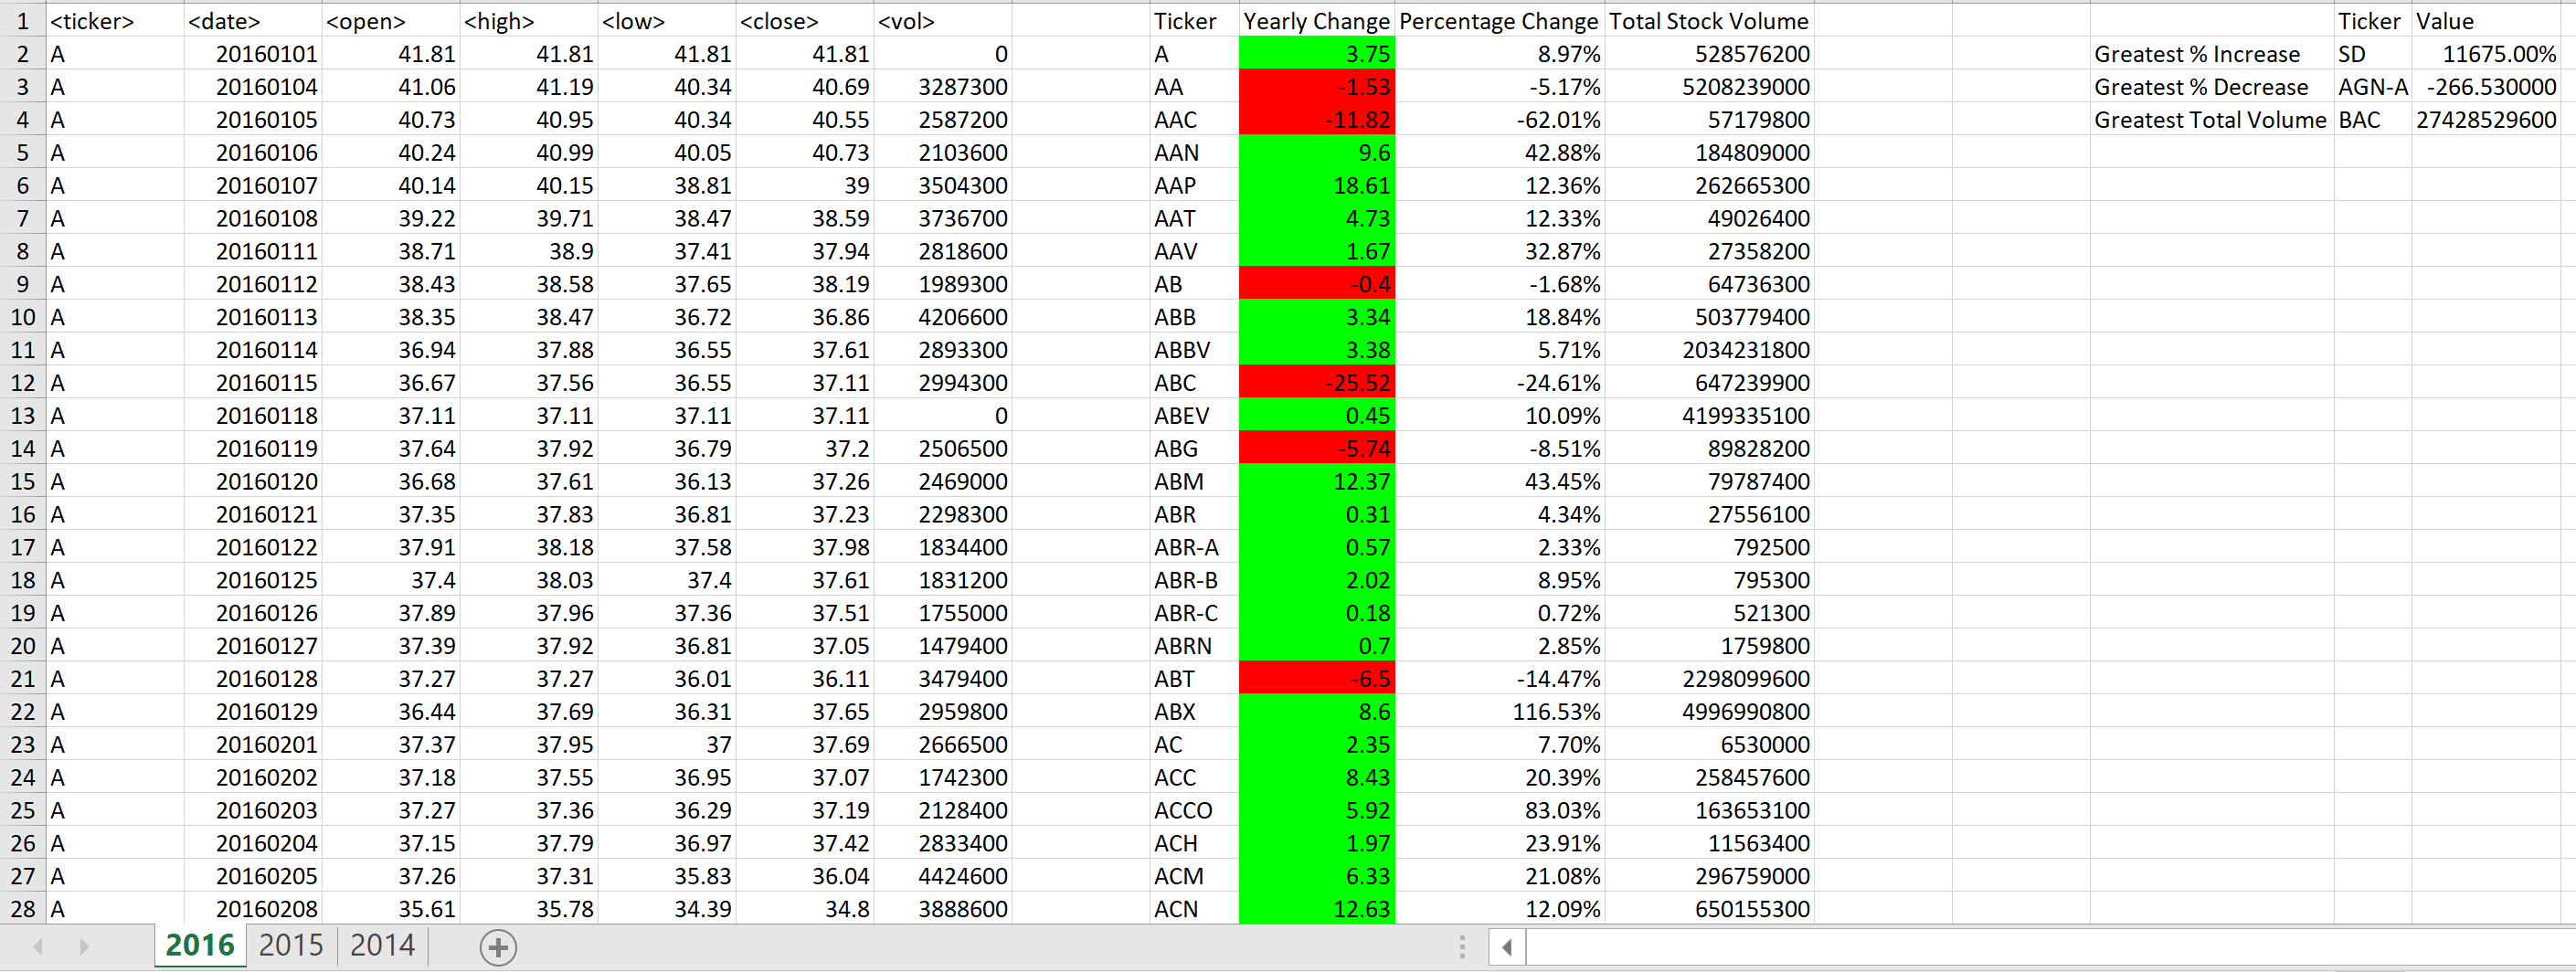 1 <ticker> <date> <open> <high> <low> <close> <vol> Ticker Yearly Change Percentage Change Total Stock Volume Ticker Value
2 A 20160101 41.81 41.81 41.81 41.81 0 A 3.75 8.97% 528576200 Greatest % Increase SD 11675.00%
3 A 20160104 41.06 41.19 40.34 40.69 3287300 AA -1.53 -5.17% 5208239000 Greatest % Decrease AGN-A -266.530000
4 A 20160105 40.73 40.95 40.34 40.55 2587200 AAC -11.82 -62.01% 57179800 Greatest Total Volume BAC 27428529600
5 A 20160106 40.24 40.99 40.05 40.73 2103600 AAN 9.6 42.88% 184809000
6 A 20160107 40.14 40.15 38.81 39 3504300 AAP 18.61 12.36% 262665300
7 A 20160108 39.22 39.71 38.47 38.59 3736700 AAT 4.73 12.33% 49026400
8 A 20160111 38.71 38.9 37.41 37.94 2818600 AAV 1.67 32.87% 27358200
9 A 20160112 38.43 38.58 37.65 38.19 1989300 AB -0.4 -1.68% 64736300
10 A 20160113 38.35 38.47 36.72 36.86 4206600 ABB 3.34 18.84% 503779400
11 A 20160114 36.94 37.88 36.55 37.61 2893300 ABBV 3.38 5.71% 2034231800
12 A 20160115 36.67 37.56 36.55 37.11 2994300 ABC -25.52 -24.61% 647239900
13 A 20160118 37.11 37.11 37.11 37.11 0 ABEV 0.45 10.09% 4199335100
14 A 20160119 37.64 37.92 36.79 37.2 2506500 ABG -5.74 -8.51% 89828200
15 A 20160120 36.68 37.61 36.13 37.26 2469000 ABM 12.37 43.45% 79787400
16 A 20160121 37.35 37.83 36.81 37.23 2298300 ABR 0.31 4.34% 27556100
17 A 20160122 37.91 38.18 37.58 37.98 1834400 ABR-A 0.57 2.33% 792500
18 A 20160125 37.4 38.03 37.4 37.61 1831200 ABR-B 2.02 8.95% 795300
19 A 20160126 37.89 37.96 37.36 37.51 1755000 ABR-C 0.18 0.72% 521300
20 A 20160127 37.39 37.92 36.81 37.05 1479400 ABRN 0.7 2.85% 1759800
21 A 20160128 37.27 37.27 36.01 36.11 3479400 ABT -6.5 -14.47% 2298099600
22 A 20160129 36.44 37.69 36.31 37.65 2959800 ABX 8.6 116.53% 4996990800
23 A 20160201 37.37 37.95 37 37.69 2666500 AC 2.35 7.70% 6530000
24 A 20160202 37.18 37.55 36.95 37.07 1742300 ACC 8.43 20.39% 258457600
25 A 20160203 37.27 37.36 36.29 37.19 2128400 ACCO 5.92 83.03% 163653100
26 A 20160204 37.15 37.79 36.97 37.42 2833400 ACH 1.97 23.91% 11563400
27 A 20160205 37.26 37.31 35.83 36.04 4424600 ACM 6.33 21.08% 296759000
28 A 20160208 35.61 35.78 34.39 34.8 3888600 ACN 12.63 12.09% 650155300
2016 2015 2014